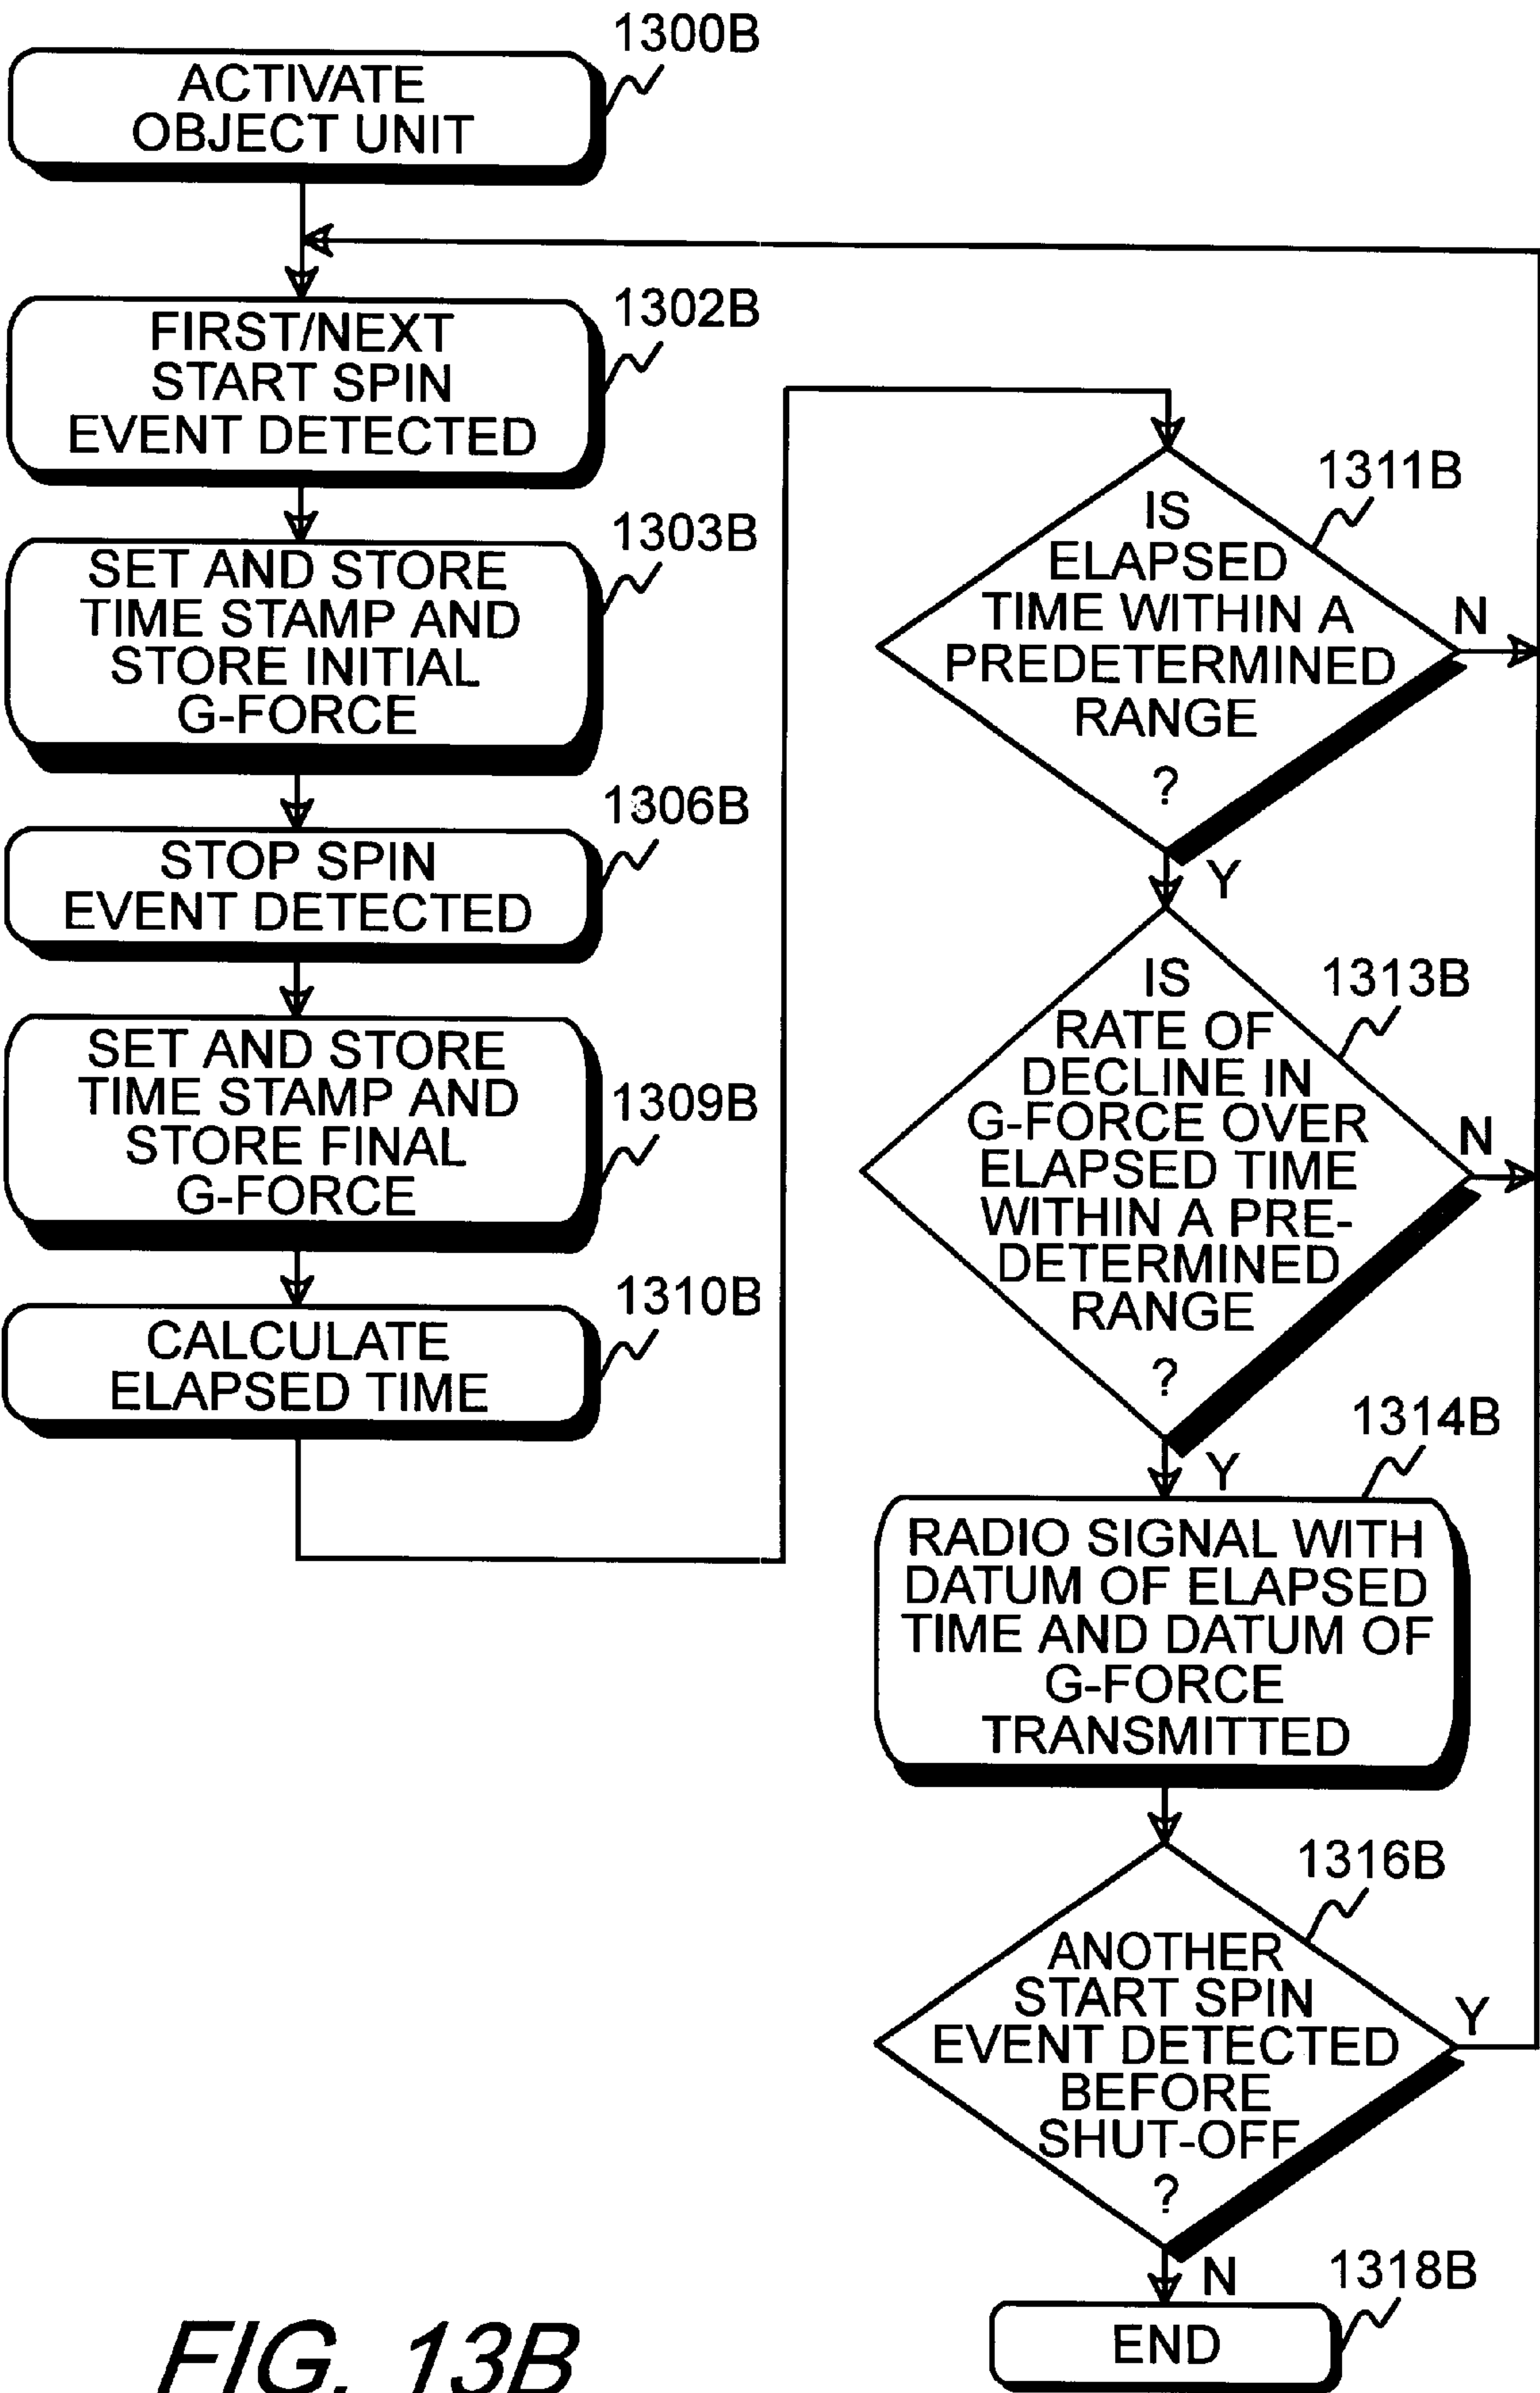 1300B
ACTIVATE
OBJECT UNIT
1302B
FIRST/NEXT
START SPIN
EVENT DETECTED
1303B
SET AND STORE
TIME STAMP AND
STORE INITIAL
G-FORCE
1306B
STOP SPIN
EVENT DETECTED
1309B
SET AND STORE
TIME STAMP AND
STORE FINAL
G-FORCE
1310B
CALCULATE
ELAPSED TIME
1311B
IS
ELAPSED
TIME WITHIN A
PREDETERMINED
RANGE
?
N
Y
1313B
IS
RATE OF
DECLINE IN
G-FORCE OVER
ELAPSED TIME
WITHIN A PRE-
DETERMINED
RANGE
?
N
Y
1314B
RADIO SIGNAL WITH
DATUM OF ELAPSED
TIME AND DATUM OF
G-FORCE
TRANSMITTED
1316B
ANOTHER
START SPIN
EVENT DETECTED
BEFORE
SHUT-OFF
?
Y
N
1318B
END
FIG. 13B